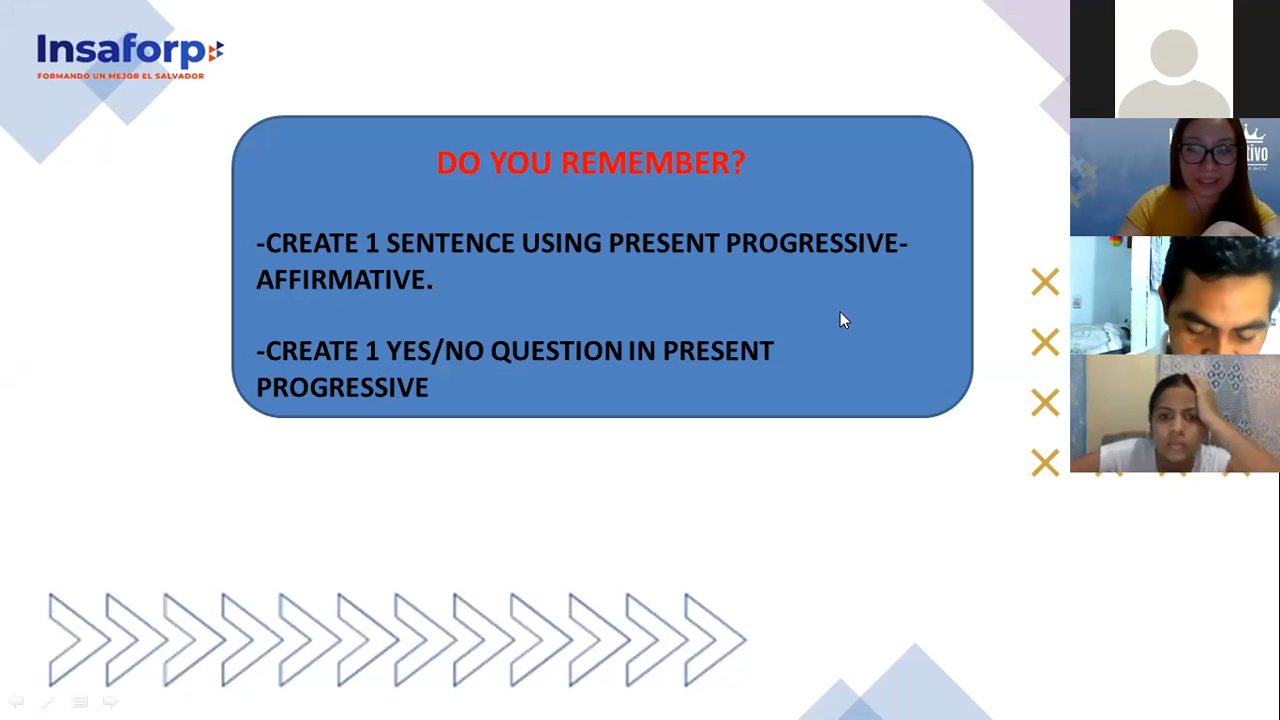 Insaforp
FORMANDO UN MEJOR EL SALVADOR
DO YOU REMEMBER?
-CREATE 1 SENTENCE USING PRESENT PROGRESSIVE-
AFFIRMATIVE.
-CREATE 1 YES/NO QUESTION IN PRESENT
PROGRESSIVE